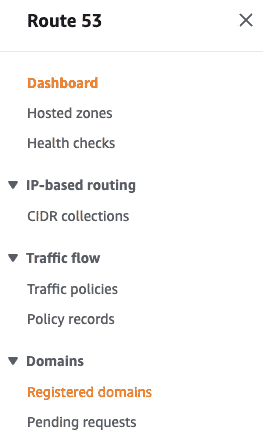 Route 53
Dashboard
Hosted zones
Health checks
IP-based routing
CIDR collections
Traffic flow
Traffic policies
Policy records
Domains
Registered domains
Pending requests